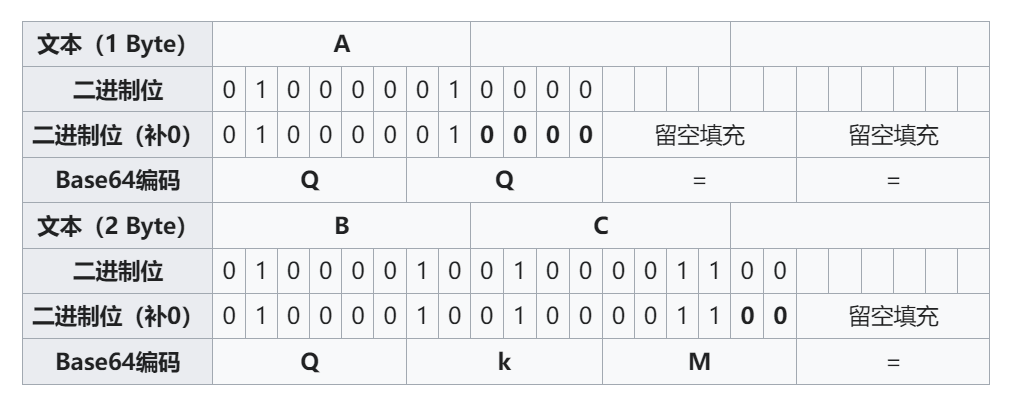 文本（1 Byte） A
二进制位 0 1 0 0 0 0 0 1 0 0 0 0
二进制位（补0） 0 1 0 0 0 0 0 1 0 0 0 0 留空填充 留空填充
Base64编码 Q Q = =
文本（2 Byte） B C
二进制位 0 1 0 0 0 0 1 0 0 1 0 0 0 0 1 1 0 0
二进制位（补0） 0 1 0 0 0 0 1 0 0 1 0 0 0 0 1 1 0 0 留空填充
Base64编码 Q k M =